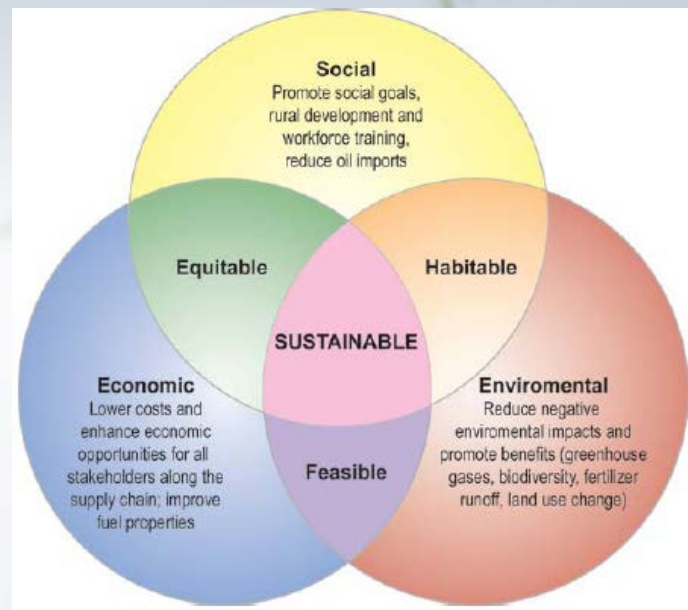 Social
Promote social goals,
rural development and
workforce training,
reduce oil imports
Equitable
Habitable
SUSTAINABLE
Economic
Lower costs and
enhance economic
opportunities for all
stakeholders along the
supply chain; improve
fuel properties
Enviromental
Reduce negative
enviromental impacts and
promote benefits (greenhouse
gases, biodiversity, fertilizer
runoff, land use change)
Feasible